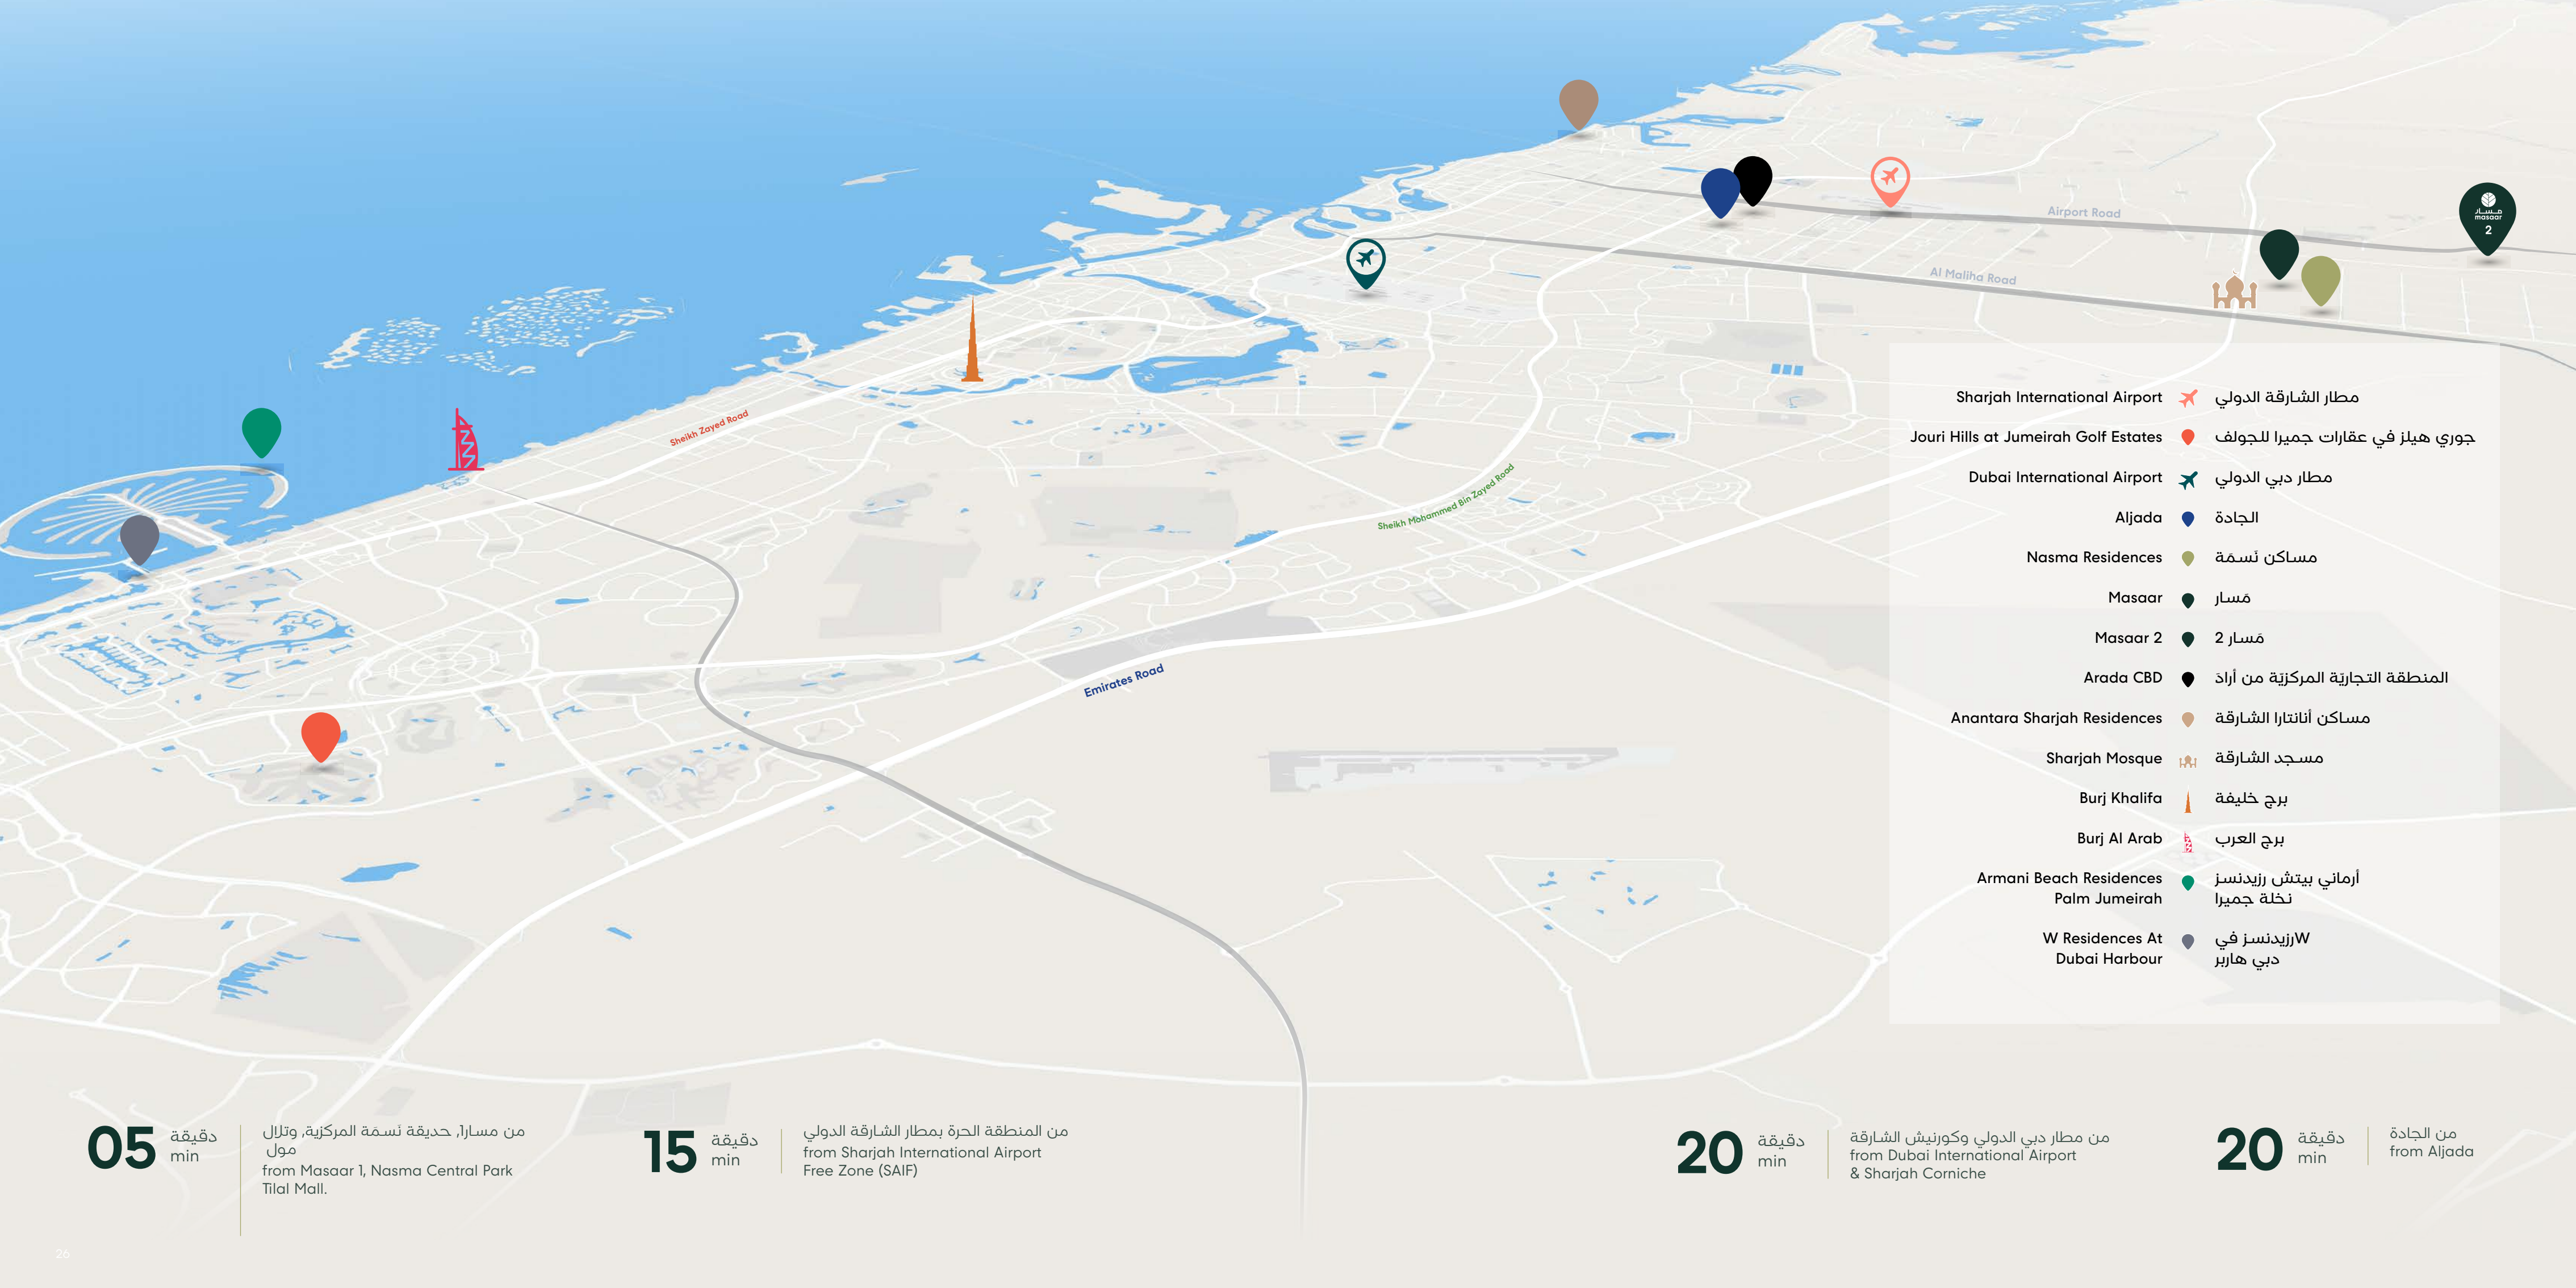 مسار
masaar
2
Airport Road
Al Maliha Road
Sheikh Zayed Road
Sheikh Mohammed Bin Zayed Road
Emirates Road
Sharjah International Airport مطار الشارقة الدولي
Jouri Hills at Jumeirah Golf Estates جوري هيلز في عقارات جميرا للجولف
Dubai International Airport مطار دبي الدولي
Aljada الجادة
Nasma Residences مساكن نَسمَة
Masaar مَسار
Masaar 2 مَسار 2
Arada CBD المنطقة التجاريّة المركزيّة من أرادَ
Anantara Sharjah Residences مساكن أنانتارا الشارقة
Sharjah Mosque مسجد الشارقة
Burj Khalifa برج خليفة
Burj Al Arab برج العرب
Armani Beach Residences أرماني بيتش رزيدنسز
Palm Jumeirah نخلة جميرا
W Residences At Wرزيدنسز في
Dubai Harbour دبي هاربر
05 دقيقة
min
من مسار1, حديقة نَسمَة المركزية, وتلال
مول
from Masaar 1, Nasma Central Park
Tilal Mall.
15 دقيقة
min
من المنطقة الحرة بمطار الشارقة الدولي
from Sharjah International Airport
Free Zone (SAIF)
20 دقيقة
min
من مطار دبي الدولي وكورنيش الشارقة
from Dubai International Airport
& Sharjah Corniche
20 دقيقة
min
من الجادة
from Aljada
26